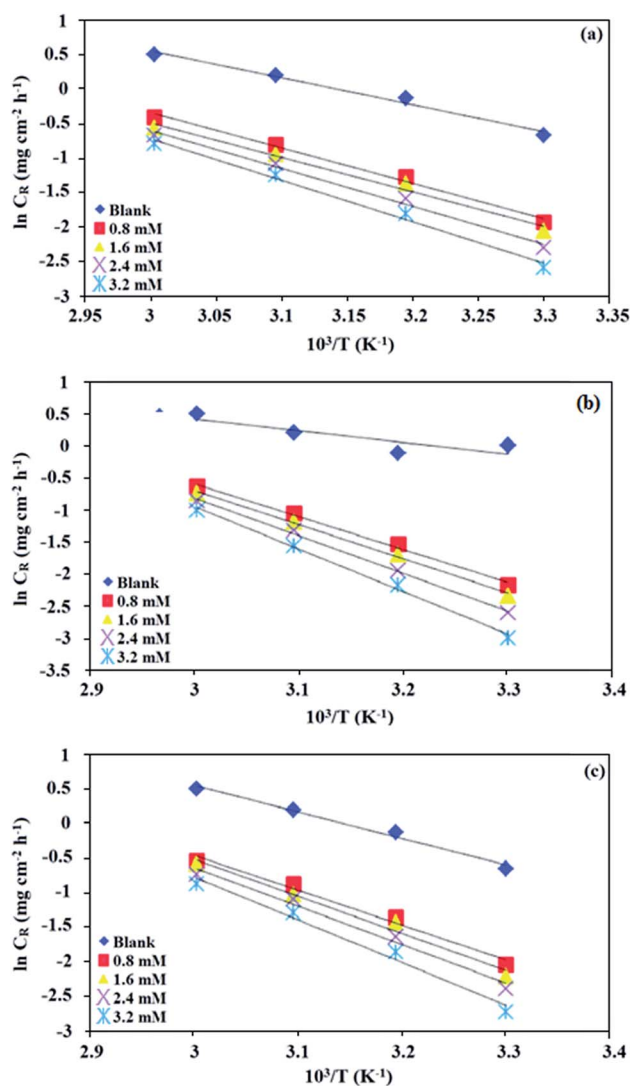 (a)
1
0.5
0
-0.5
-1
-1.5
-2
-2.5
-3
ln C_R (mg cm⁻² h⁻¹)
Blank
0.8 mM
1.6 mM
2.4 mM
3.2 mM
2.95 3 3.05 3.1 3.15 3.2 3.25 3.3 3.35
10³/T (K⁻¹)
(b)
1
0.5
0
-0.5
-1
-1.5
-2
-2.5
-3
-3.5
ln C_R (mg cm⁻² h⁻¹)
Blank
0.8 mM
1.6 mM
2.4 mM
3.2 mM
2.9 3 3.1 3.2 3.3 3.4
10³/T (K⁻¹)
(c)
1
0.5
0
-0.5
-1
-1.5
-2
-2.5
-3
ln C_R (mg cm⁻² h⁻¹)
Blank
0.8 mM
1.6 mM
2.4 mM
3.2 mM
2.9 3 3.1 3.2 3.3 3.4
10³/T (K⁻¹)